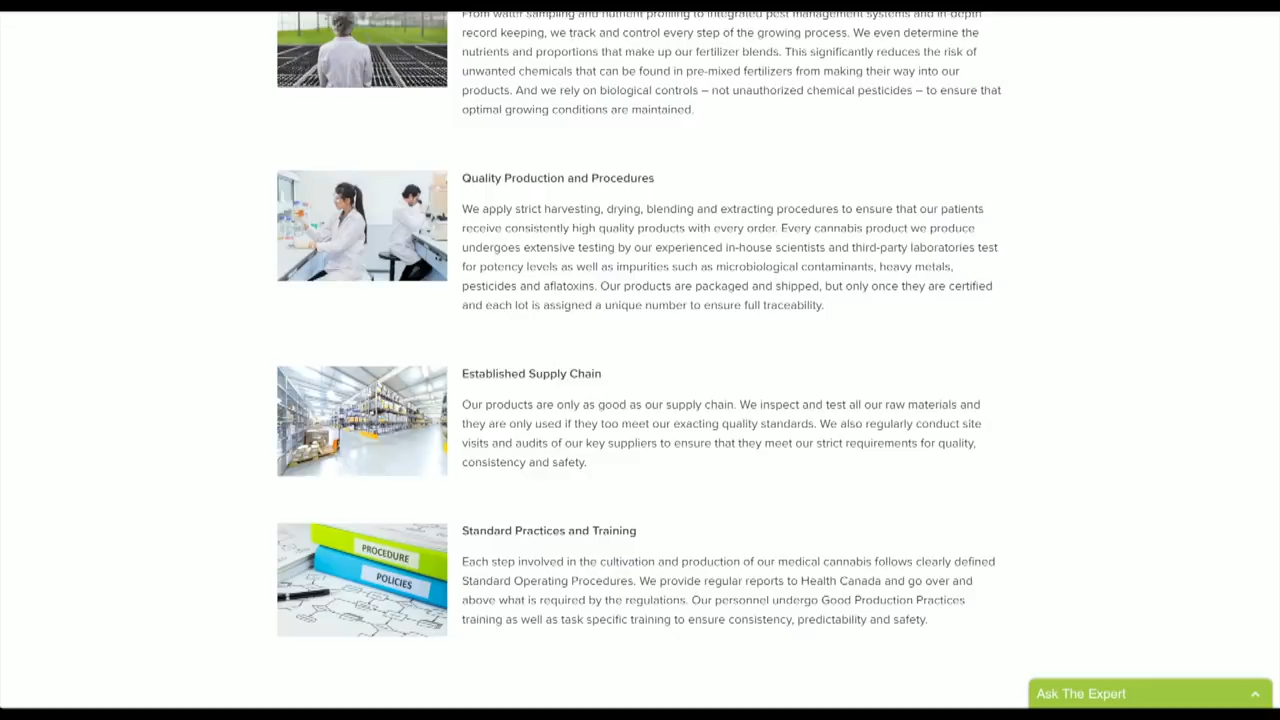 From water sampling and nutrient profiling to integrated pest management systems and in-depth
record keeping, we track and control every step of the growing process. We even determine the
nutrients and proportions that make up our fertilizer blends. This significantly reduces the risk of
unwanted chemicals that can be found in pre-mixed fertilizers from making their way into our
products. And we rely on biological controls – not unauthorized chemical pesticides – to ensure that
optimal growing conditions are maintained.
Quality Production and Procedures
We apply strict harvesting, drying, blending and extracting procedures to ensure that our patients
receive consistently high quality products with every order. Every cannabis product we produce
undergoes extensive testing by our experienced in-house scientists and third-party laboratories test
for potency levels as well as impurities such as microbiological contaminants, heavy metals,
pesticides and aflatoxins. Our products are packaged and shipped, but only once they are certified
and each lot is assigned a unique number to ensure full traceability.
Established Supply Chain
Our products are only as good as our supply chain. We inspect and test all our raw materials and
they are only used if they too meet our exacting quality standards. We also regularly conduct site
visits and audits of our key suppliers to ensure that they meet our strict requirements for quality,
consistency and safety.
PROCEDURE
POLICIES
Standard Practices and Training
Each step involved in the cultivation and production of our medical cannabis follows clearly defined
Standard Operating Procedures. We provide regular reports to Health Canada and go over and
above what is required by the regulations. Our personnel undergo Good Production Practices
training as well as task specific training to ensure consistency, predictability and safety.
Ask The Expert